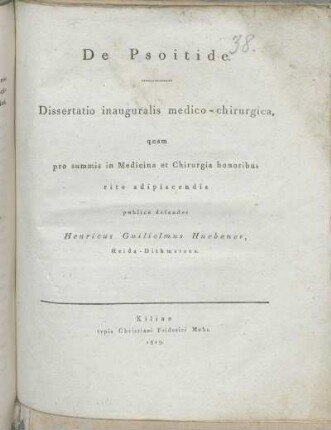 38.
De Psoitide
Dissertatio inauguralis medico-chirurgica,
quam
pro summis in Medicina et Chirurgia honoribus
rite adipiscendis
publice defendet
Henricus Guilielmus Huebener,
Heida-Dithmarsus.
Kiliae
typis Christiani Friderici Mohr.
1819.